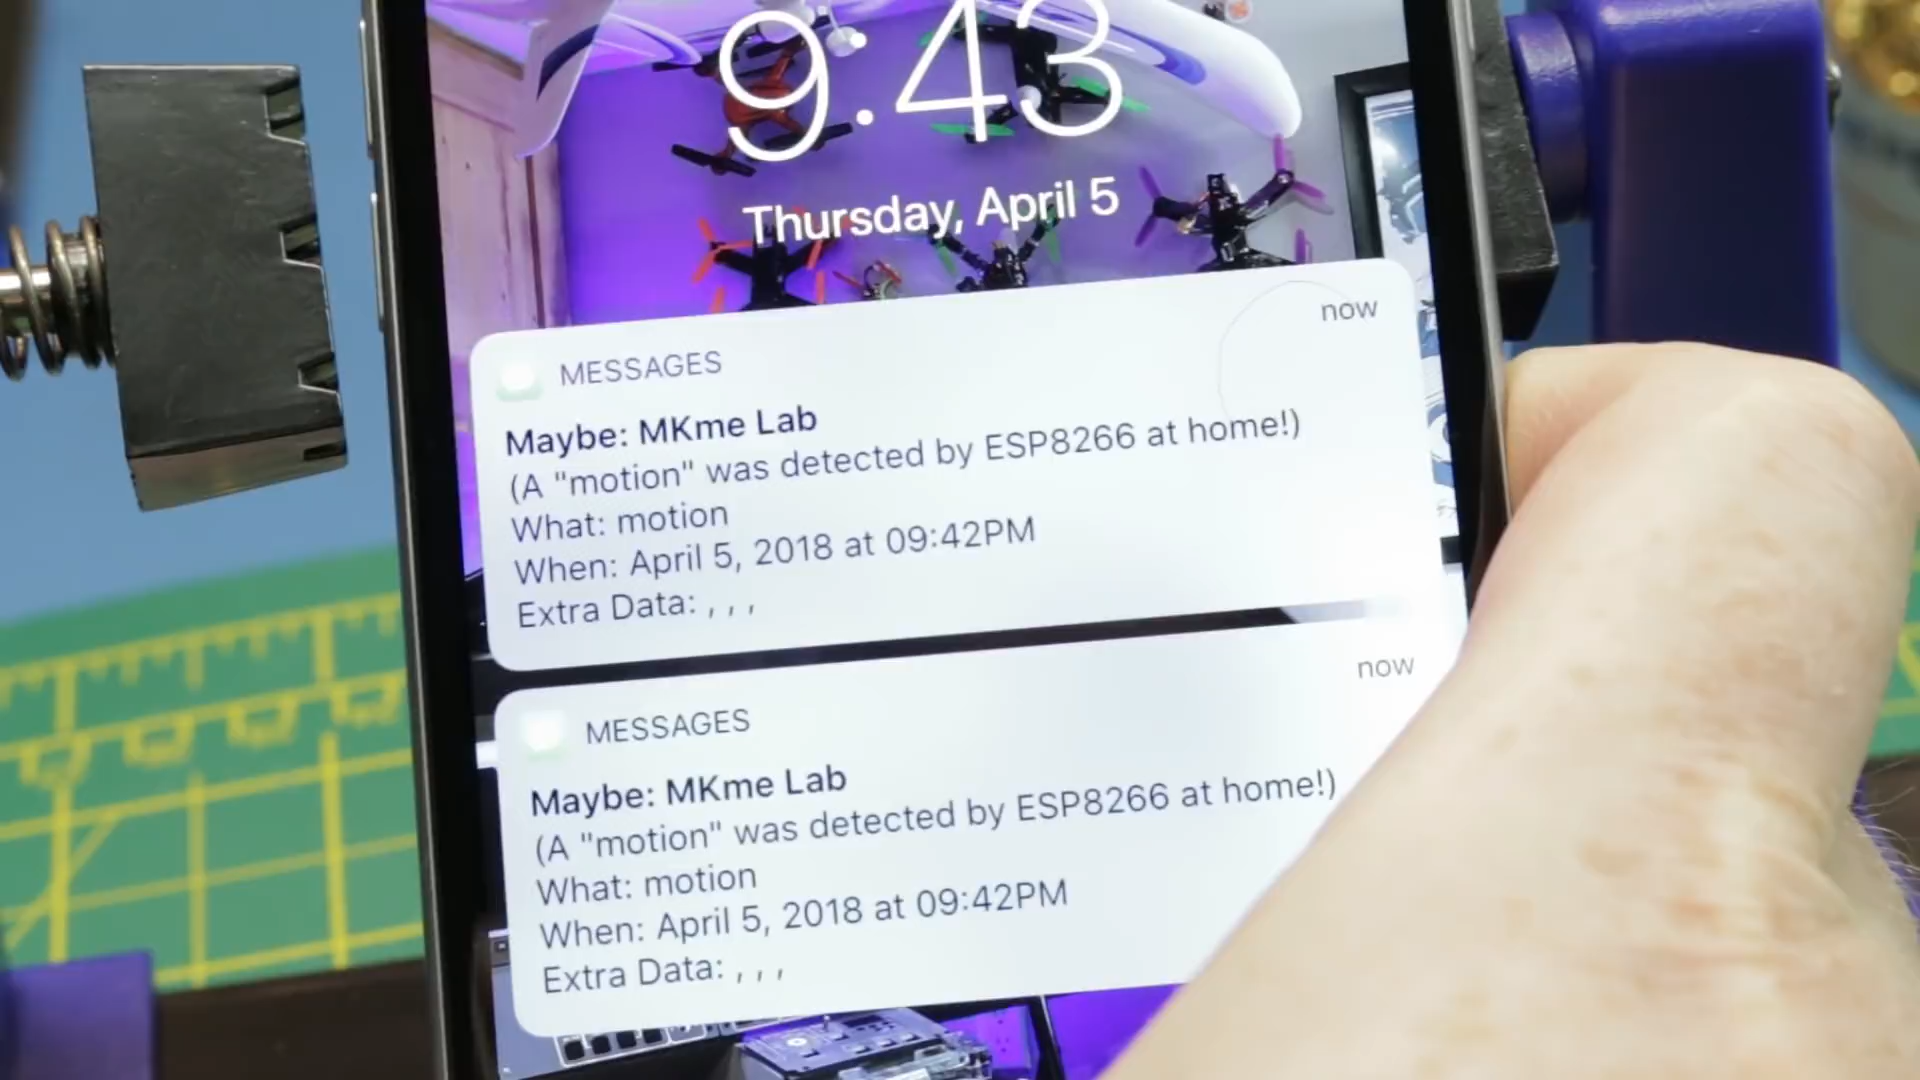 9:43
Thursday, April 5
MESSAGES
now
Maybe: MKme Lab
(A "motion" was detected by ESP8266 at home!)
What: motion
When: April 5, 2018 at 09:42PM
Extra Data: , , ,
MESSAGES
now
Maybe: MKme Lab
(A "motion" was detected by ESP8266 at home!)
What: motion
When: April 5, 2018 at 09:42PM
Extra Data: , , ,